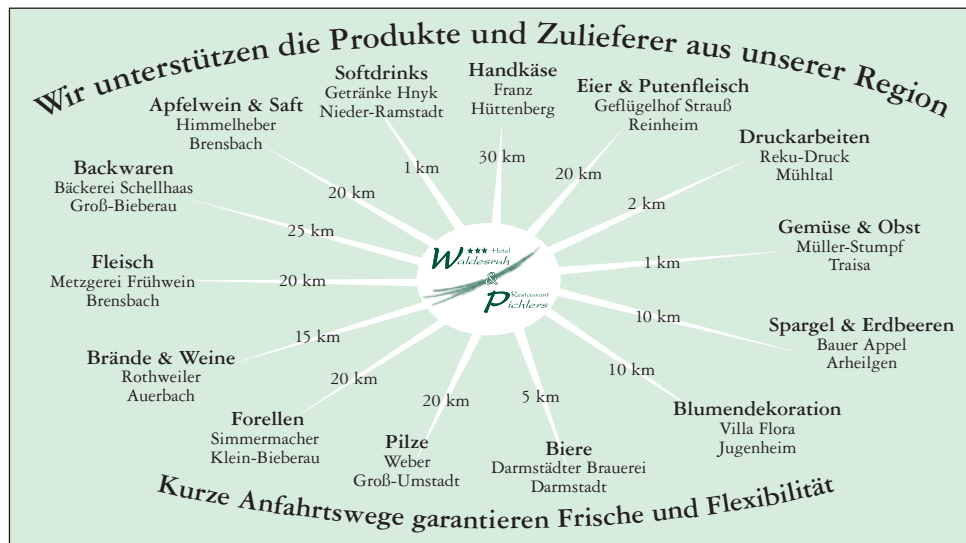 Wir unterstützen die Produkte und Zulieferer aus unserer Region
Softdrinks
Getränke Hnyk
Nieder-Ramstadt
1 km
Handkäse
Franz
Hüttenberg
30 km
Eier & Putenfleisch
Geflügelhof Strauß
Reinheim
20 km
Druckarbeiten
Reku-Druck
Mühltal
2 km
Gemüse & Obst
Müller-Stumpf
Traisa
1 km
Spargel & Erdbeeren
Bauer Appel
Arheilgen
10 km
Blumendekoration
Villa Flora
Jugenheim
10 km
Biere
Darmstädter Brauerei
Darmstadt
5 km
Pilze
Weber
Groß-Umstadt
20 km
Forellen
Simmermacher
Klein-Bieberau
20 km
Brände & Weine
Rothweiler
Auerbach
15 km
Fleisch
Metzgerei Frühwein
Brensbach
20 km
Backwaren
Bäckerei Schellhaas
Groß-Bieberau
25 km
Apfelwein & Saft
Himmelheber
Brensbach
20 km
★★★ Hotel
Waldesruh
&
Restaurant
Pichlers
Kurze Anfahrtswege garantieren Frische und Flexibilität